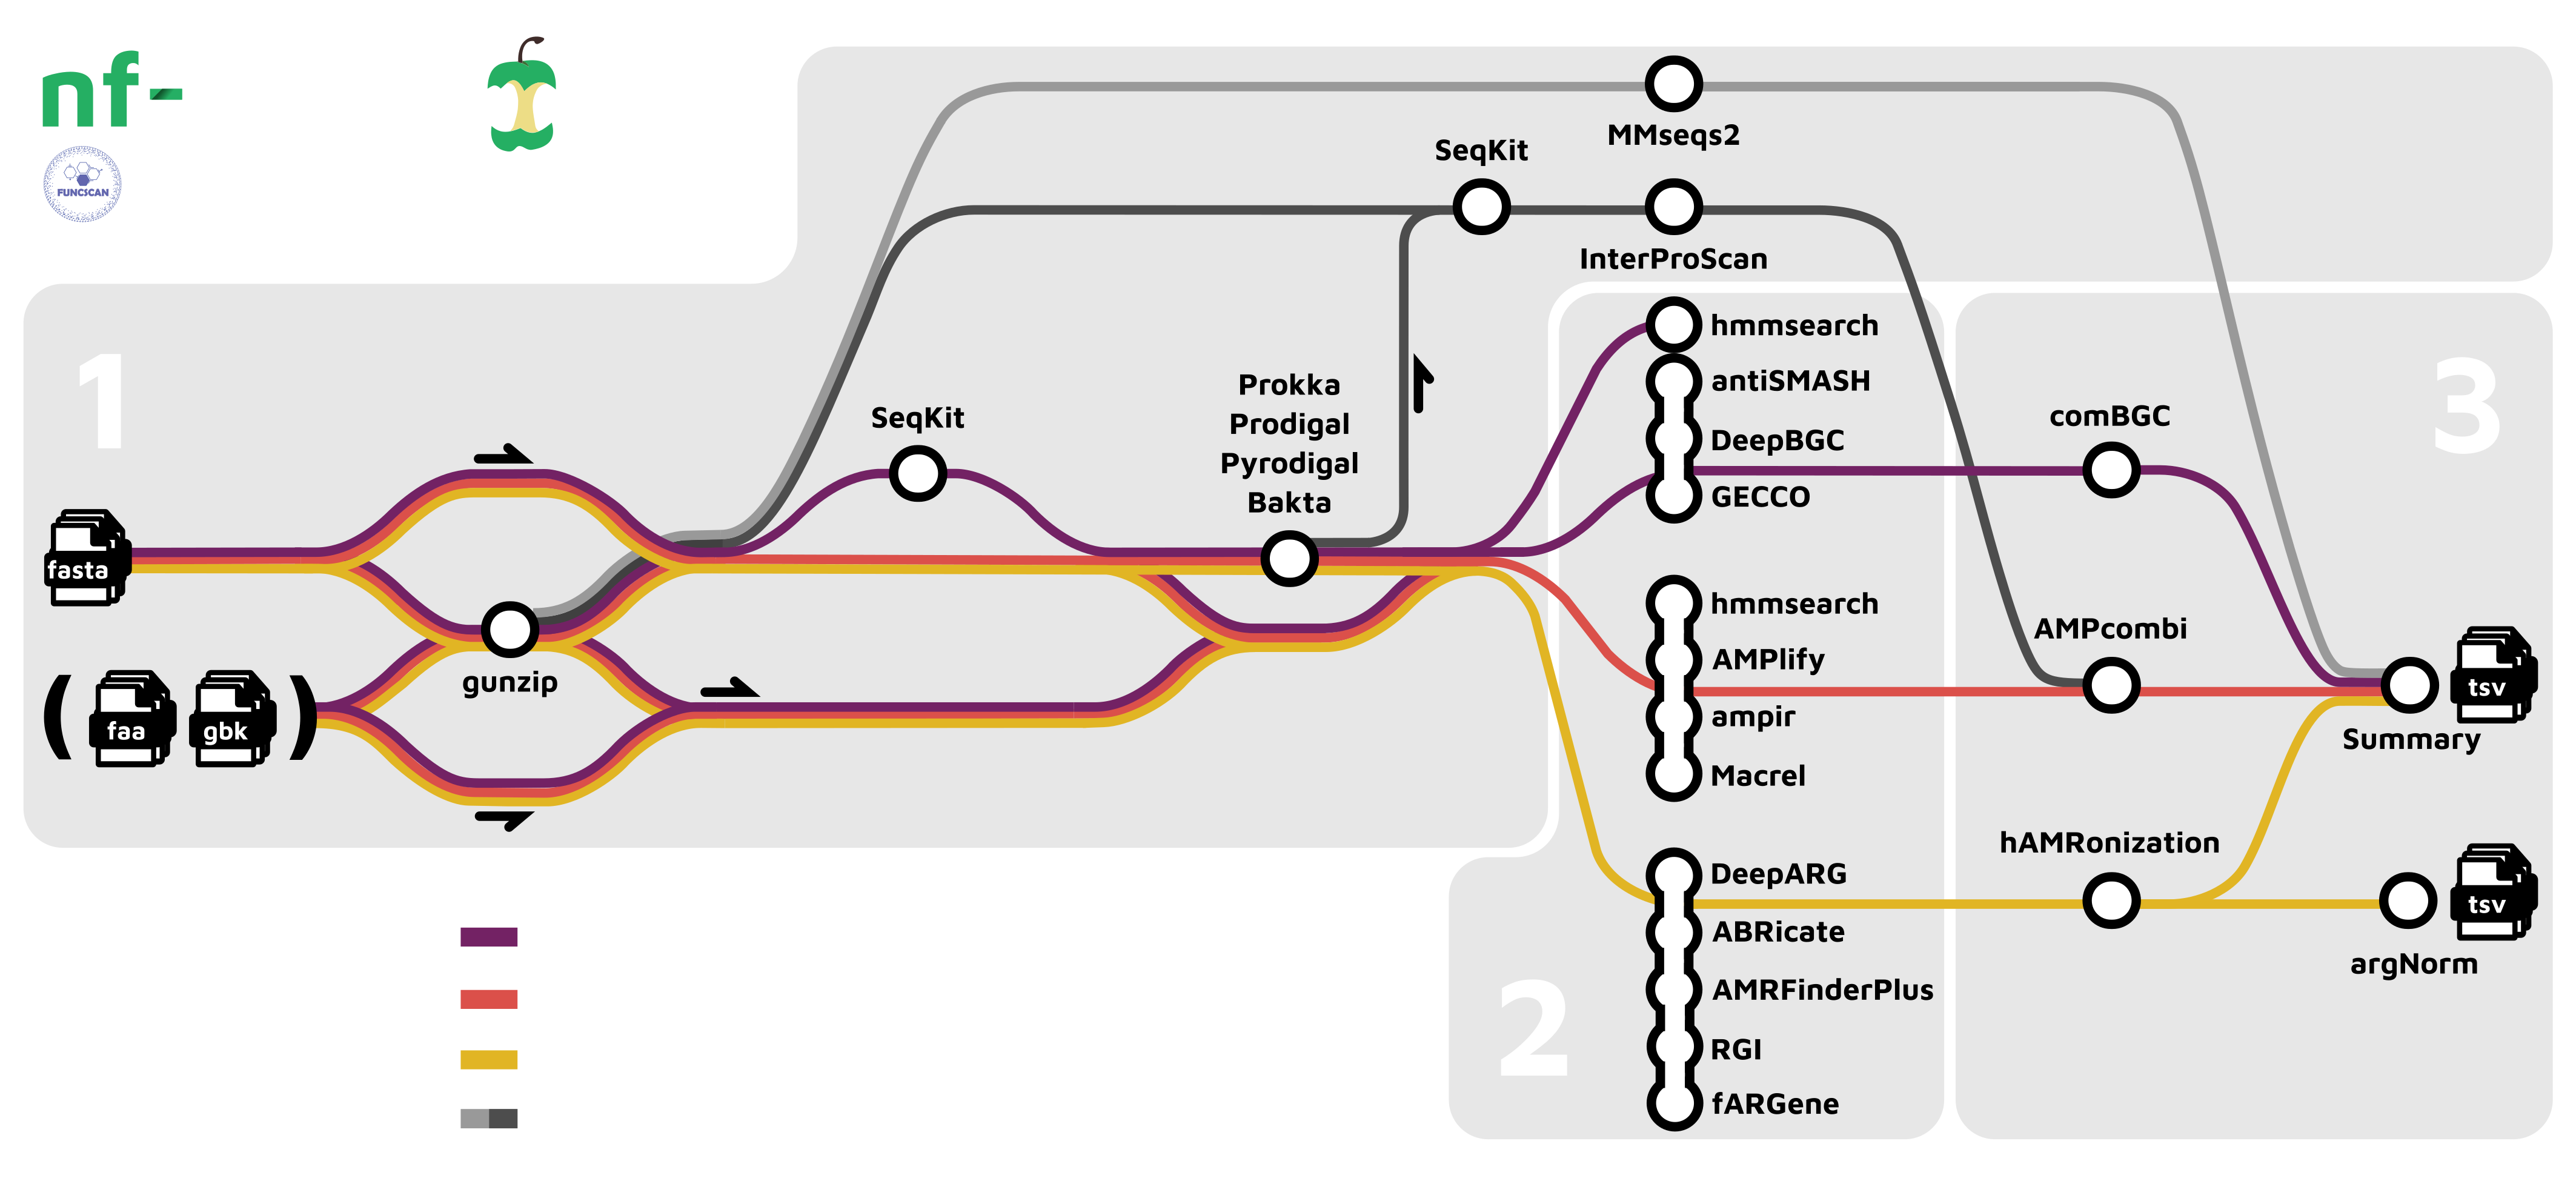 nf-
FUNCSCAN
MMseqs2
SeqKit
InterProScan
1
fasta
( faa gbk )
gunzip
SeqKit
Prokka
Prodigal
Pyrodigal
Bakta
hmmsearch
antiSMASH
DeepBGC
GECCO
hmmsearch
AMPlify
ampir
Macrel
2
DeepARG
ABRicate
AMRFinderPlus
RGI
fARGene
3
comBGC
AMPcombi
tsv
Summary
hAMRonization
tsv
argNorm